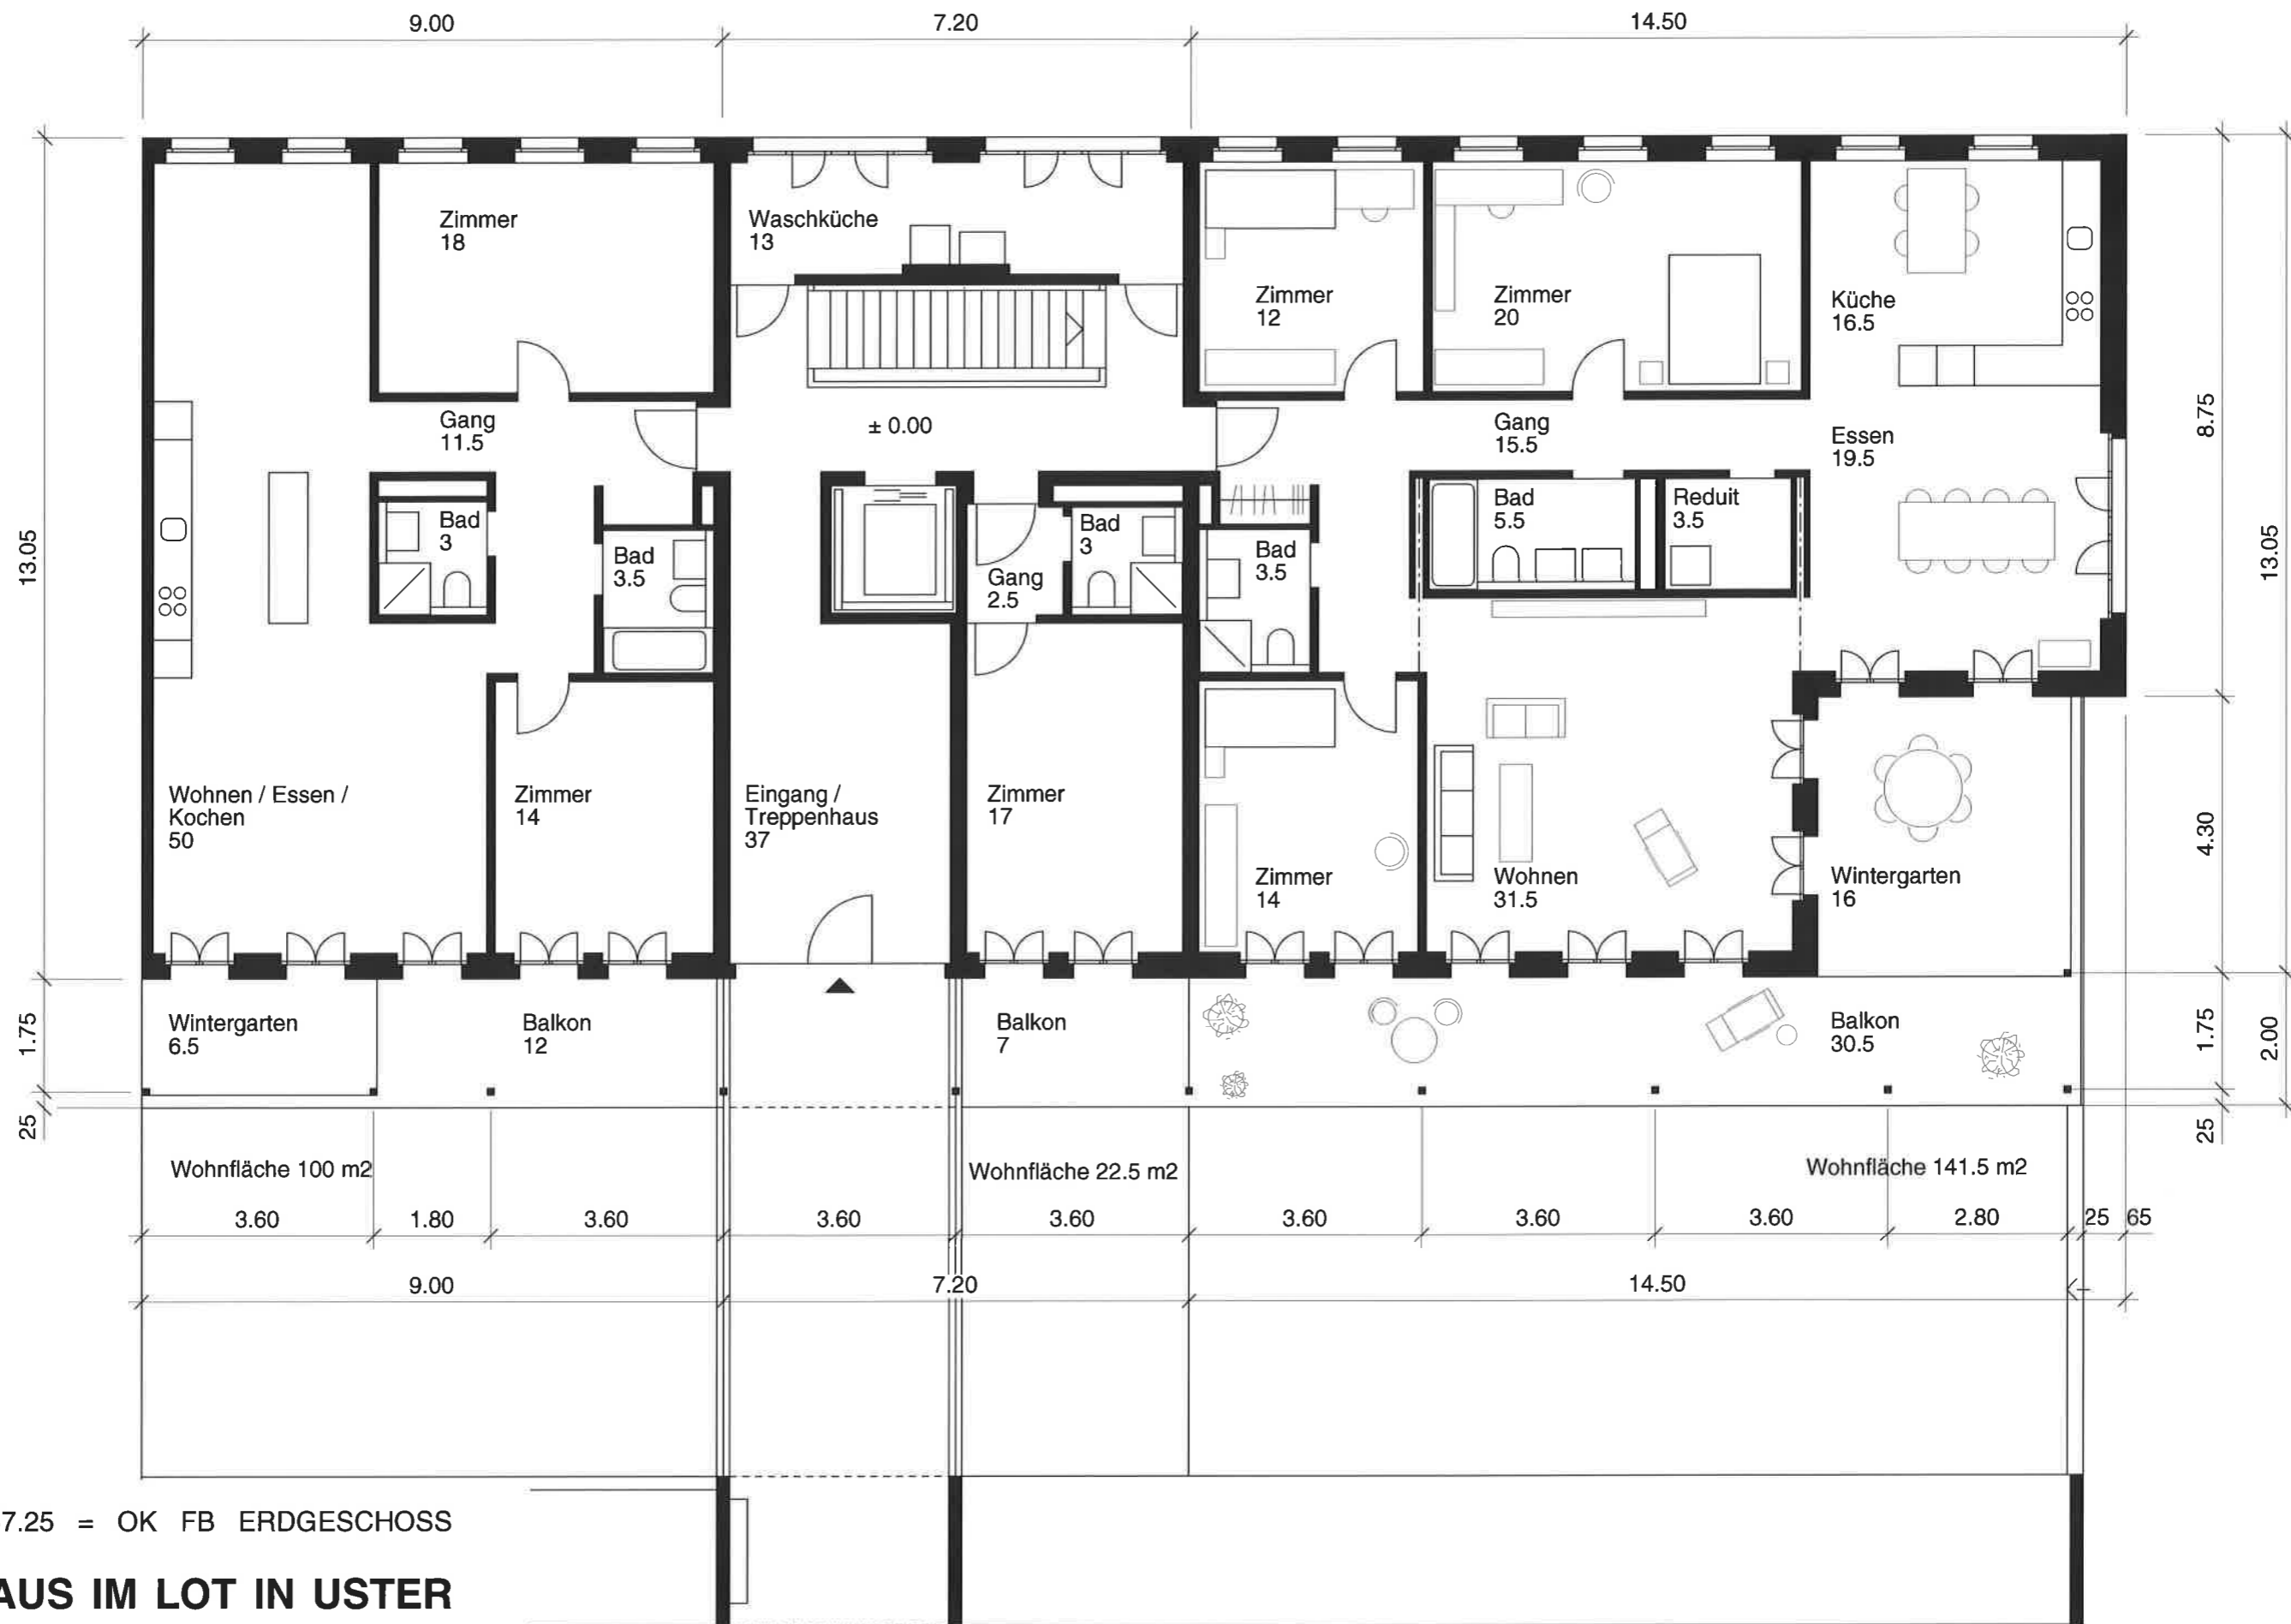 9.00
7.20
14.50
Zimmer
18
Waschküche
13
Zimmer
12
Zimmer
20
Küche
16.5
Gang
11.5
± 0.00
Gang
15.5
Essen
19.5
8.75
13.05
13.05
Bad
3
Bad
3.5
Bad
3
Gang
2.5
Bad
3.5
Bad
5.5
Reduit
3.5
Wohnen / Essen /
Kochen
50
Zimmer
14
Eingang /
Treppenhaus
37
Zimmer
17
Zimmer
14
Wohnen
31.5
Wintergarten
16
4.30
Wintergarten
6.5
Balkon
12
Balkon
7
Balkon
30.5
1.75
1.75
2.00
25
25
Wohnfläche 100 m2
Wohnfläche 22.5 m2
Wohnfläche 141.5 m2
3.60
1.80
3.60
3.60
3.60
3.60
3.60
3.60
2.80
25
65
9.00
7.20
14.50
7.25 = OK FB ERDGESCHOSS
AUS IM LOT IN USTER